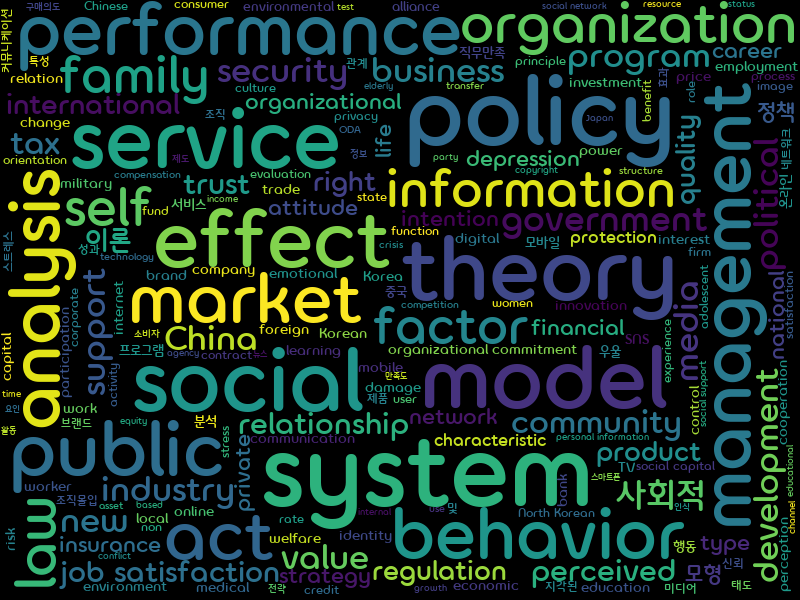 구매의도
Chinese
consumer
environmental
test
alliance
social network
resource
status
커뮤니케이션
performance
organization
특성
family
security
관계
business
직무만족
principle
program
career
employment
relation
culture
elderly
transfer
investment
효과
price
process
image
international
organizational
benefit
role
change
조직
privacy
policy
Japan
정책
tax
service
ODA
life
quality
management
온라인 네트워크
orientation
제도
evaluation
정보
party
depression
power
military
compensation
trust
trade
right
copyright
structure
analysis
self
fund
서비스
income
attitude
state
information
political
이론
성과
effect
function
intention
government
스트레스
technology
crisis
digital
모바일
protection
interest
firm
support
internet
brand
company
emotional
Korea
theory
media
adolescent
national
satisfaction
corporate
participation
market
중국
competition
women
innovation
capital
소비자
China
foreign
Korean
factor
financial
SNS
프로그램
agency
contract
뉴스
learning
organizational commitment
우울
experience
cooperation
time
activity
social
mobile
만족도
model
control
social support
development
요인
work
브랜드
equity
분석
damage
제품
user
network
community
활동
public
stress
relationship
characteristic
communication
personal information
product
educational
worker
industry
private
system
bank
스마트폰
TV
social capital
law
조직몰입
asset
based
사회적
인식
channel
new
local
non
online
act
rate
internal
use
및
North Korean
risk
insurance
conflict
welfare
identity
behavior
행동
type
신뢰
perception
job satisfaction
value
regulation
perceived
모형
environment
medical
전략
strategy
credit
growth
economic
지각된
education
미디어
태도